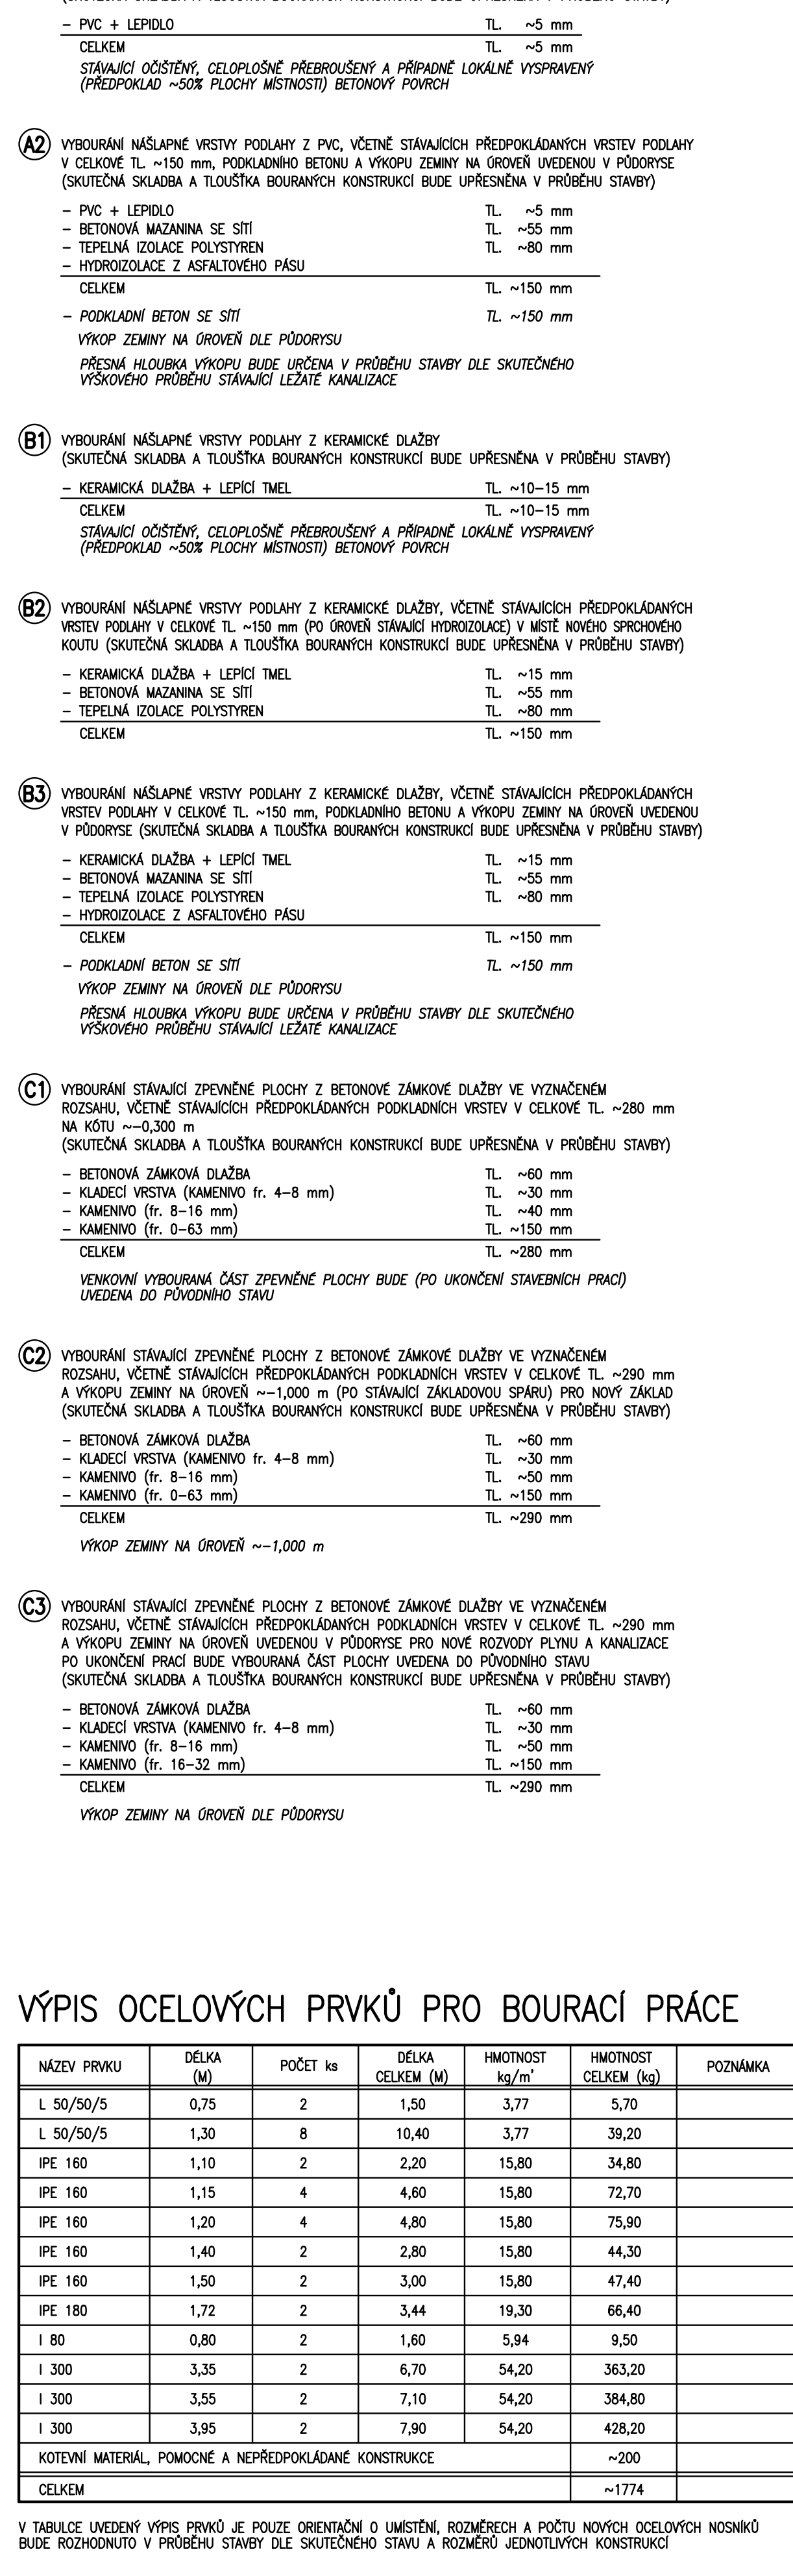 – PVC + LEPIDLO TL. ~5 mm
CELKEM TL. ~5 mm
STÁVAJÍCÍ OČIŠTĚNÝ, CELOPLOŠNĚ PŘEBROUŠENÝ A PŘÍPADNĚ LOKÁLNĚ VYSPRAVENÝ
(PŘEDPOKLAD ~50% PLOCHY MÍSTNOSTI) BETONOVÝ POVRCH
A2 VYBOURÁNÍ NÁŠLAPNÉ VRSTVY PODLAHY Z PVC, VČETNĚ STÁVAJÍCÍCH PŘEDPOKLÁDANÝCH VRSTEV PODLAHY
V CELKOVÉ TL. ~150 mm, PODKLADNÍHO BETONU A VÝKOPU ZEMINY NA ÚROVEŇ UVEDENOU V PŮDORYSE
(SKUTEČNÁ SKLADBA A TLOUŠŤKA BOURANÝCH KONSTRUKCÍ BUDE UPŘESNĚNA V PRŮBĚHU STAVBY)
– PVC + LEPIDLO TL. ~5 mm
– BETONOVÁ MAZANINA SE SÍTÍ TL. ~55 mm
– TEPELNÁ IZOLACE POLYSTYREN TL. ~80 mm
– HYDROIZOLACE Z ASFALTOVÉHO PÁSU
CELKEM TL. ~150 mm
– PODKLADNÍ BETON SE SÍTÍ TL. ~150 mm
VÝKOP ZEMINY NA ÚROVEŇ DLE PŮDORYSU
PŘESNÁ HLOUBKA VÝKOPU BUDE URČENA V PRŮBĚHU STAVBY DLE SKUTEČNÉHO
VÝŠKOVÉHO PRŮBĚHU STÁVAJÍCÍ LEŽATÉ KANALIZACE
B1 VYBOURÁNÍ NÁŠLAPNÉ VRSTVY PODLAHY Z KERAMICKÉ DLAŽBY
(SKUTEČNÁ SKLADBA A TLOUŠŤKA BOURANÝCH KONSTRUKCÍ BUDE UPŘESNĚNA V PRŮBĚHU STAVBY)
– KERAMICKÁ DLAŽBA + LEPÍCÍ TMEL TL. ~10–15 mm
CELKEM TL. ~10–15 mm
STÁVAJÍCÍ OČIŠTĚNÝ, CELOPLOŠNĚ PŘEBROUŠENÝ A PŘÍPADNĚ LOKÁLNĚ VYSPRAVENÝ
(PŘEDPOKLAD ~50% PLOCHY MÍSTNOSTI) BETONOVÝ POVRCH
B2 VYBOURÁNÍ NÁŠLAPNÉ VRSTVY PODLAHY Z KERAMICKÉ DLAŽBY, VČETNĚ STÁVAJÍCÍCH PŘEDPOKLÁDANÝCH
VRSTEV PODLAHY V CELKOVÉ TL. ~150 mm (PO ÚROVEŇ STÁVAJÍCÍ HYDROIZOLACE) V MÍSTĚ NOVÉHO SPRCHOVÉHO
KOUTU (SKUTEČNÁ SKLADBA A TLOUŠŤKA BOURANÝCH KONSTRUKCÍ BUDE UPŘESNĚNA V PRŮBĚHU STAVBY)
– KERAMICKÁ DLAŽBA + LEPÍCÍ TMEL TL. ~15 mm
– BETONOVÁ MAZANINA SE SÍTÍ TL. ~55 mm
– TEPELNÁ IZOLACE POLYSTYREN TL. ~80 mm
CELKEM TL. ~150 mm
B3 VYBOURÁNÍ NÁŠLAPNÉ VRSTVY PODLAHY Z KERAMICKÉ DLAŽBY, VČETNĚ STÁVAJÍCÍCH PŘEDPOKLÁDANÝCH
VRSTEV PODLAHY V CELKOVÉ TL. ~150 mm, PODKLADNÍHO BETONU A VÝKOPU ZEMINY NA ÚROVEŇ UVEDENOU
V PŮDORYSE (SKUTEČNÁ SKLADBA A TLOUŠŤKA BOURANÝCH KONSTRUKCÍ BUDE UPŘESNĚNA V PRŮBĚHU STAVBY)
– KERAMICKÁ DLAŽBA + LEPÍCÍ TMEL TL. ~15 mm
– BETONOVÁ MAZANINA SE SÍTÍ TL. ~55 mm
– TEPELNÁ IZOLACE POLYSTYREN TL. ~80 mm
– HYDROIZOLACE Z ASFALTOVÉHO PÁSU
CELKEM TL. ~150 mm
– PODKLADNÍ BETON SE SÍTÍ TL. ~150 mm
VÝKOP ZEMINY NA ÚROVEŇ DLE PŮDORYSU
PŘESNÁ HLOUBKA VÝKOPU BUDE URČENA V PRŮBĚHU STAVBY DLE SKUTEČNÉHO
VÝŠKOVÉHO PRŮBĚHU STÁVAJÍCÍ LEŽATÉ KANALIZACE
C1 VYBOURÁNÍ STÁVAJÍCÍ ZPEVNĚNÉ PLOCHY Z BETONOVÉ ZÁMKOVÉ DLAŽBY VE VYZNAČENÉM
ROZSAHU, VČETNĚ STÁVAJÍCÍCH PŘEDPOKLÁDANÝCH PODKLADNÍCH VRSTEV V CELKOVÉ TL. ~280 mm
NA KÓTU ~–0,300 m
(SKUTEČNÁ SKLADBA A TLOUŠŤKA BOURANÝCH KONSTRUKCÍ BUDE UPŘESNĚNA V PRŮBĚHU STAVBY)
– BETONOVÁ ZÁMKOVÁ DLAŽBA TL. ~60 mm
– KLADECÍ VRSTVA (KAMENIVO fr. 4–8 mm) TL. ~30 mm
– KAMENIVO (fr. 8–16 mm) TL. ~40 mm
– KAMENIVO (fr. 0–63 mm) TL. ~150 mm
CELKEM TL. ~280 mm
VENKOVNÍ VYBOURANÁ ČÁST ZPEVNĚNÉ PLOCHY BUDE (PO UKONČENÍ STAVEBNÍCH PRACÍ)
UVEDENA DO PŮVODNÍHO STAVU
C2 VYBOURÁNÍ STÁVAJÍCÍ ZPEVNĚNÉ PLOCHY Z BETONOVÉ ZÁMKOVÉ DLAŽBY VE VYZNAČENÉM
ROZSAHU, VČETNĚ STÁVAJÍCÍCH PŘEDPOKLÁDANÝCH PODKLADNÍCH VRSTEV V CELKOVÉ TL. ~290 mm
A VÝKOPU ZEMINY NA ÚROVEŇ ~–1,000 m (PO STÁVAJÍCÍ ZÁKLADOVOU SPÁRU) PRO NOVÝ ZÁKLAD
(SKUTEČNÁ SKLADBA A TLOUŠŤKA BOURANÝCH KONSTRUKCÍ BUDE UPŘESNĚNA V PRŮBĚHU STAVBY)
– BETONOVÁ ZÁMKOVÁ DLAŽBA TL. ~60 mm
– KLADECÍ VRSTVA (KAMENIVO fr. 4–8 mm) TL. ~30 mm
– KAMENIVO (fr. 8–16 mm) TL. ~50 mm
– KAMENIVO (fr. 0–63 mm) TL. ~150 mm
CELKEM TL. ~290 mm
VÝKOP ZEMINY NA ÚROVEŇ ~–1,000 m
C3 VYBOURÁNÍ STÁVAJÍCÍ ZPEVNĚNÉ PLOCHY Z BETONOVÉ ZÁMKOVÉ DLAŽBY VE VYZNAČENÉM
ROZSAHU, VČETNĚ STÁVAJÍCÍCH PŘEDPOKLÁDANÝCH PODKLADNÍCH VRSTEV V CELKOVÉ TL. ~290 mm
A VÝKOPU ZEMINY NA ÚROVEŇ UVEDENOU V PŮDORYSE PRO NOVÉ ROZVODY PLYNU A KANALIZACE
PO UKONČENÍ PRACÍ BUDE VYBOURANÁ ČÁST PLOCHY UVEDENA DO PŮVODNÍHO STAVU
(SKUTEČNÁ SKLADBA A TLOUŠŤKA BOURANÝCH KONSTRUKCÍ BUDE UPŘESNĚNA V PRŮBĚHU STAVBY)
– BETONOVÁ ZÁMKOVÁ DLAŽBA TL. ~60 mm
– KLADECÍ VRSTVA (KAMENIVO fr. 4–8 mm) TL. ~30 mm
– KAMENIVO (fr. 8–16 mm) TL. ~50 mm
– KAMENIVO (fr. 16–32 mm) TL. ~150 mm
CELKEM TL. ~290 mm
VÝKOP ZEMINY NA ÚROVEŇ DLE PŮDORYSU
VÝPIS OCELOVÝCH PRVKŮ PRO BOURACÍ PRÁCE
NÁZEV PRVKU DÉLKA (M) POČET ks DÉLKA CELKEM (M) HMOTNOST kg/m' HMOTNOST CELKEM (kg) POZNÁMKA
L 50/50/5 0,75 2 1,50 3,77 5,70
L 50/50/5 1,30 8 10,40 3,77 39,20
IPE 160 1,10 2 2,20 15,80 34,80
IPE 160 1,15 4 4,60 15,80 72,70
IPE 160 1,20 4 4,80 15,80 75,90
IPE 160 1,40 2 2,80 15,80 44,30
IPE 160 1,50 2 3,00 15,80 47,40
IPE 180 1,72 2 3,44 19,30 66,40
I 80 0,80 2 1,60 5,94 9,50
I 300 3,35 2 6,70 54,20 363,20
I 300 3,55 2 7,10 54,20 384,80
I 300 3,95 2 7,90 54,20 428,20
KOTEVNÍ MATERIÁL, POMOCNÉ A NEPŘEDPOKLÁDANÉ KONSTRUKCE ~200
CELKEM ~1774
V TABULCE UVEDENÝ VÝPIS PRVKŮ JE POUZE ORIENTAČNÍ O UMÍSTĚNÍ, ROZMĚRECH A POČTU NOVÝCH OCELOVÝCH NOSNÍKŮ
BUDE ROZHODNUTO V PRŮBĚHU STAVBY DLE SKUTEČNÉHO STAVU A ROZMĚRŮ JEDNOTLIVÝCH KONSTRUKCÍ